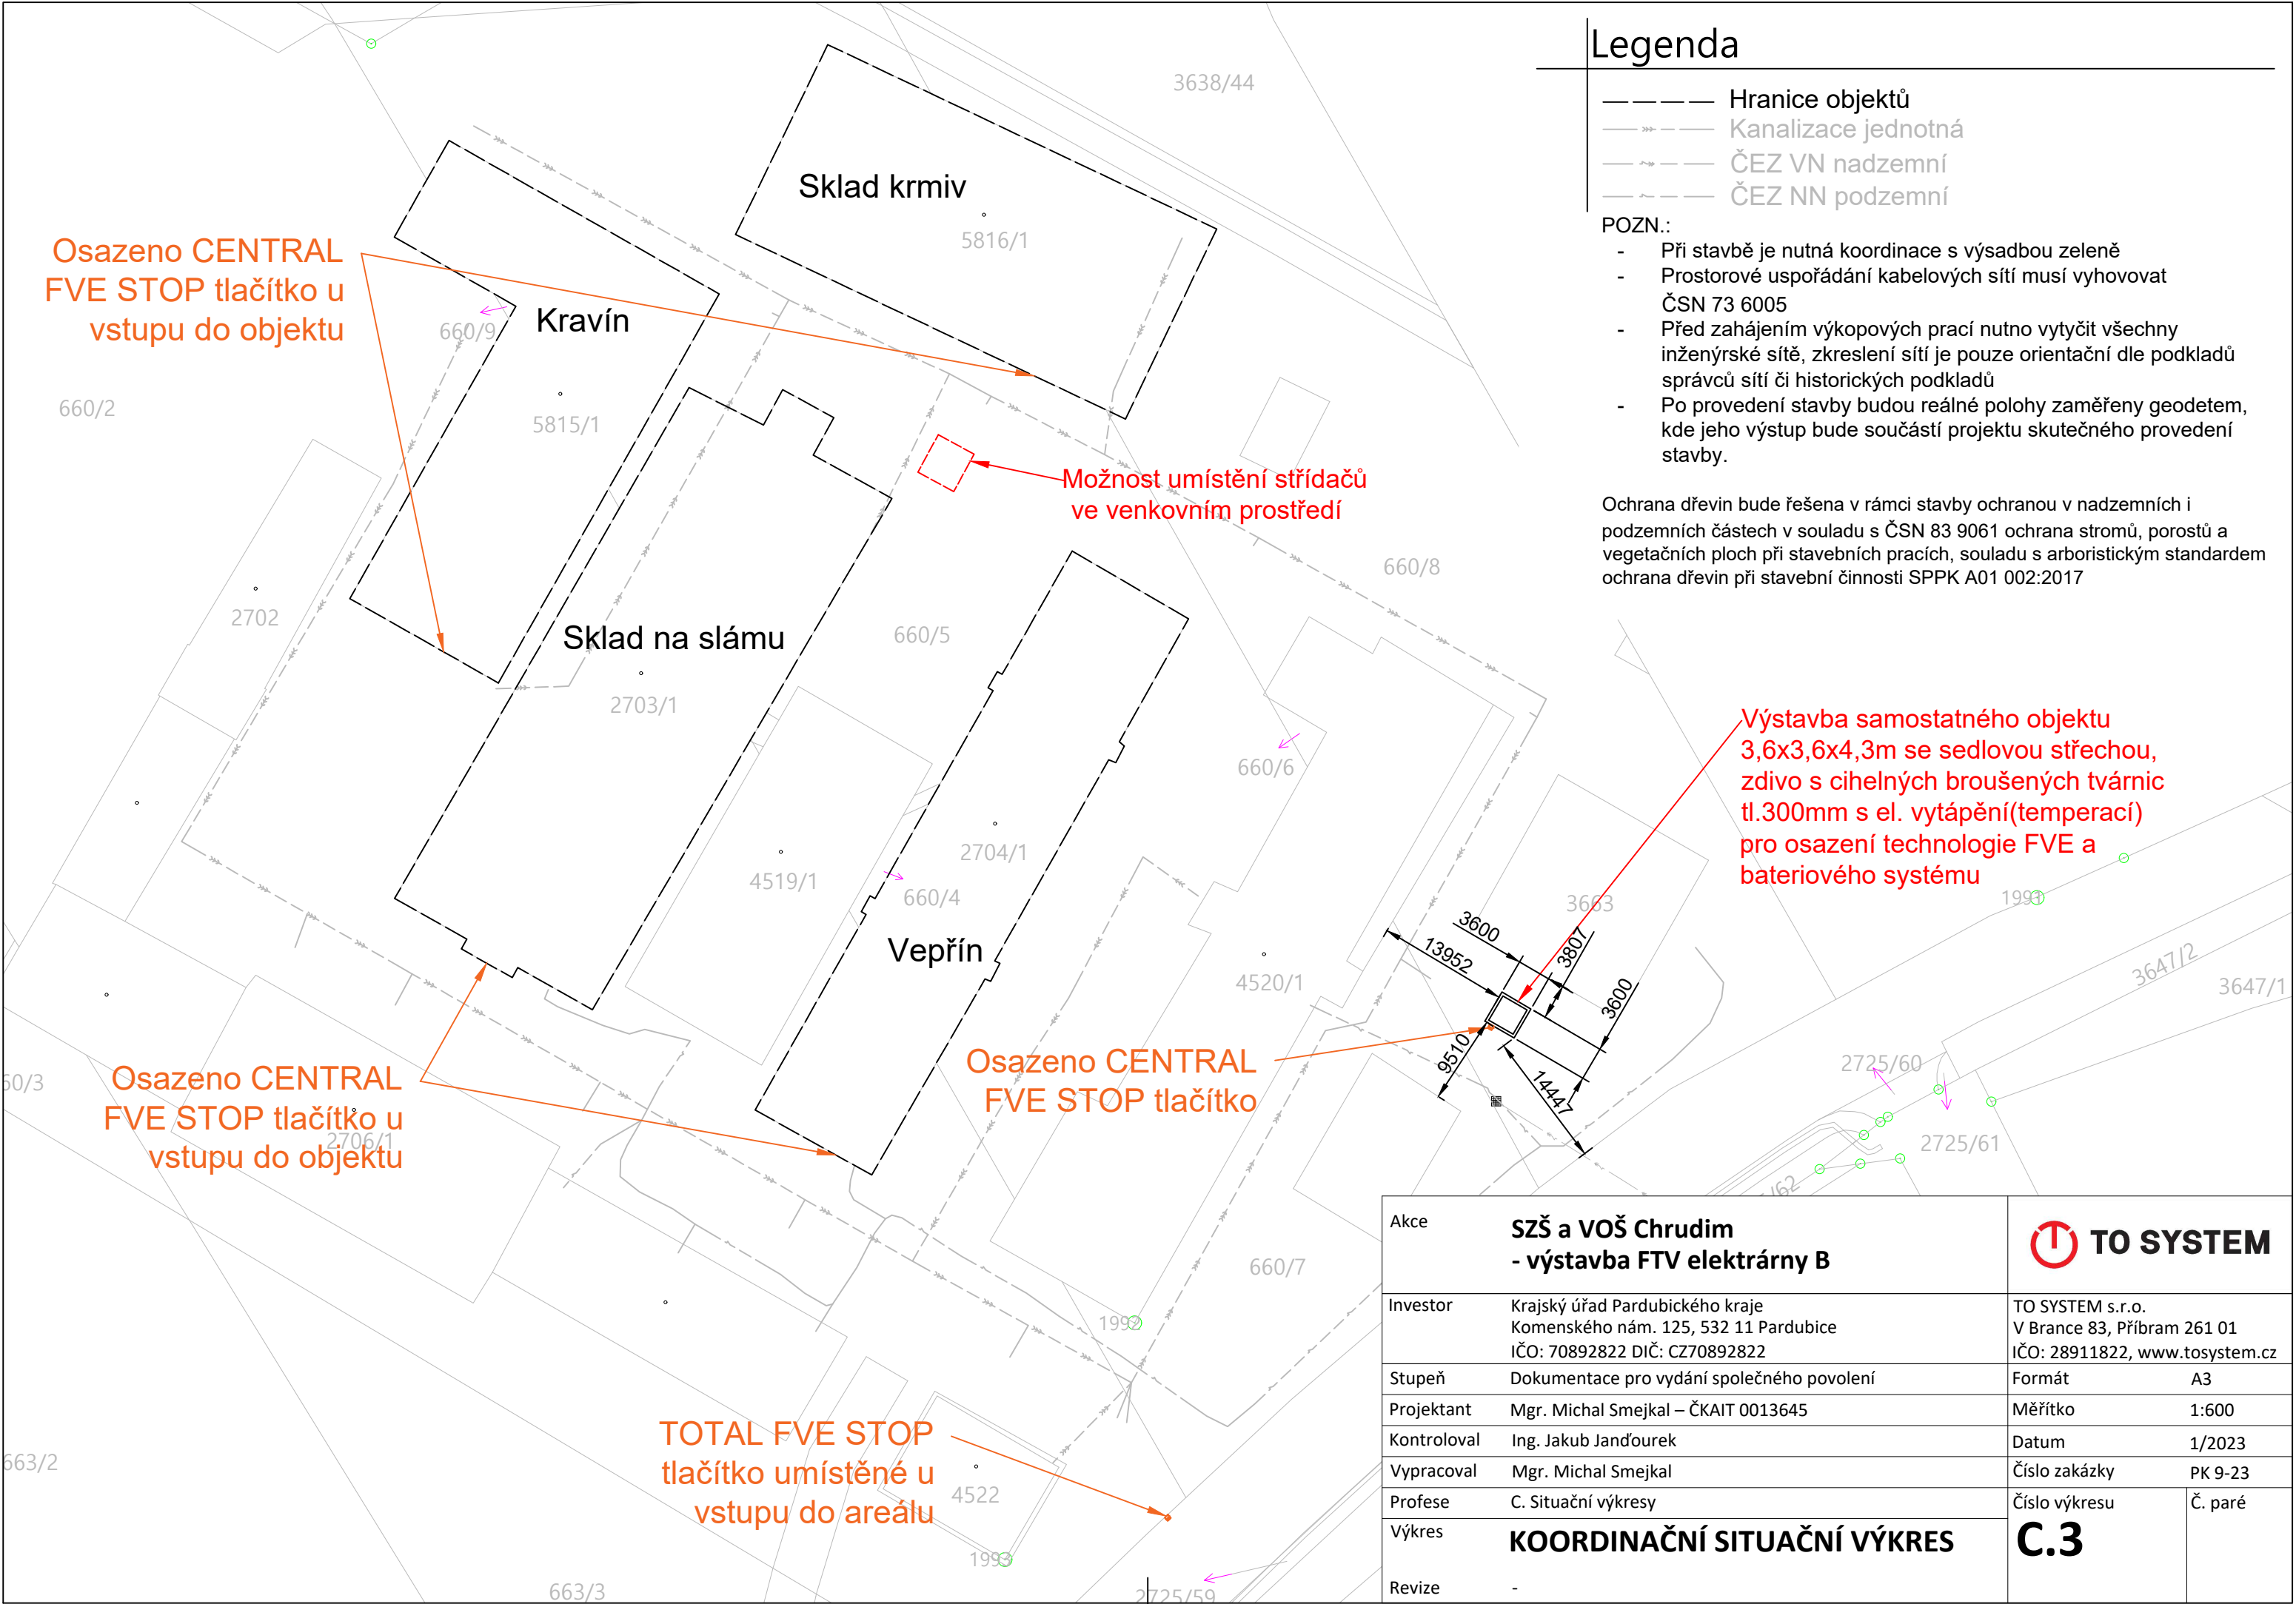 Legenda
Hranice objektů
Kanalizace jednotná
ČEZ VN nadzemní
ČEZ NN podzemní
POZN.:
- Při stavbě je nutná koordinace s výsadbou zeleně
- Prostorové uspořádání kabelových sítí musí vyhovovat
ČSN 73 6005
- Před zahájením výkopových prací nutno vytyčit všechny
inženýrské sítě, zkreslení sítí je pouze orientační dle podkladů
správců sítí či historických podkladů
- Po provedení stavby budou reálné polohy zaměřeny geodetem,
kde jeho výstup bude součástí projektu skutečného provedení
stavby.
Ochrana dřevin bude řešena v rámci stavby ochranou v nadzemních i
podzemních částech v souladu s ČSN 83 9061 ochrana stromů, porostů a
vegetačních ploch při stavebních pracích, souladu s arboristickým standardem
ochrana dřevin při stavební činnosti SPPK A01 002:2017
3638/44
Sklad krmiv
5816/1
Osazeno CENTRAL
FVE STOP tlačítko u
vstupu do objektu
660/9
Kravín
660/2
5815/1
Možnost umístění střídačů
ve venkovním prostředí
660/8
2702
Sklad na slámu
660/5
2703/1
660/6
Výstavba samostatného objektu
3,6x3,6x4,3m se sedlovou střechou,
zdivo s cihelných broušených tvárnic
tl.300mm s el. vytápění(temperací)
pro osazení technologie FVE a
bateriového systému
4519/1
2704/1
660/4
Vepřín
3663
1991
3600
13952
3807
3600
9510
14447
4520/1
3647/2
3647/1
Osazeno CENTRAL
FVE STOP tlačítko
2725/60
2725/61
/62
60/3
Osazeno CENTRAL
FVE STOP tlačítko u
vstupu do objektu
2706/1
660/7
1992
TOTAL FVE STOP
tlačítko umístěné u
vstupu do areálu
4522
1993
663/2
663/3
2725/59
Akce SZŠ a VOŠ Chrudim
- výstavba FTV elektrárny B
TO SYSTEM
Investor Krajský úřad Pardubického kraje
Komenského nám. 125, 532 11 Pardubice
IČO: 70892822 DIČ: CZ70892822
TO SYSTEM s.r.o.
V Brance 83, Příbram 261 01
IČO: 28911822, www.tosystem.cz
Stupeň Dokumentace pro vydání společného povolení
Formát A3
Projektant Mgr. Michal Smejkal – ČKAIT 0013645
Měřítko 1:600
Kontroloval Ing. Jakub Janďourek
Datum 1/2023
Vypracoval Mgr. Michal Smejkal
Číslo zakázky PK 9-23
Profese C. Situační výkresy
Číslo výkresu Č. paré
Výkres KOORDINAČNÍ SITUAČNÍ VÝKRES
C.3
Revize -